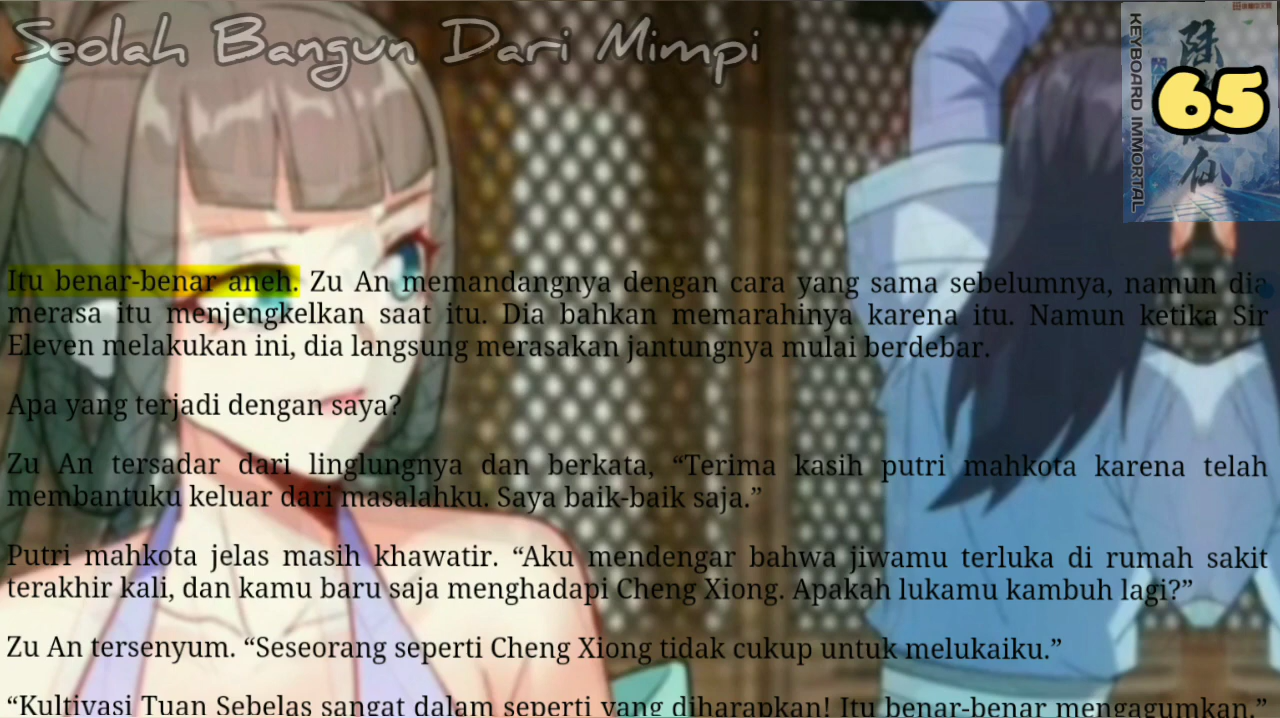 Seolah Bangun Dari Mimpi
KEYBOARD IMMORTAL
65
仙
Itu benar-benar aneh. Zu An memandangnya dengan cara yang sama sebelumnya, namun dia
merasa itu menjengkelkan saat itu. Dia bahkan memarahinya karena itu. Namun ketika Sir
Eleven melakukan ini, dia langsung merasakan jantungnya mulai berdebar.
Apa yang terjadi dengan saya?
Zu An tersadar dari linglungnya dan berkata, “Terima kasih putri mahkota karena telah
membantuku keluar dari masalahku. Saya baik-baik saja.”
Putri mahkota jelas masih khawatir. “Aku mendengar bahwa jiwamu terluka di rumah sakit
terakhir kali, dan kamu baru saja menghadapi Cheng Xiong. Apakah lukamu kambuh lagi?”
Zu An tersenyum. “Seseorang seperti Cheng Xiong tidak cukup untuk melukaiku.”
“Kultivasi Tuan Sebelas sangat dalam seperti yang diharapkan! Itu benar-benar mengagumkan.”